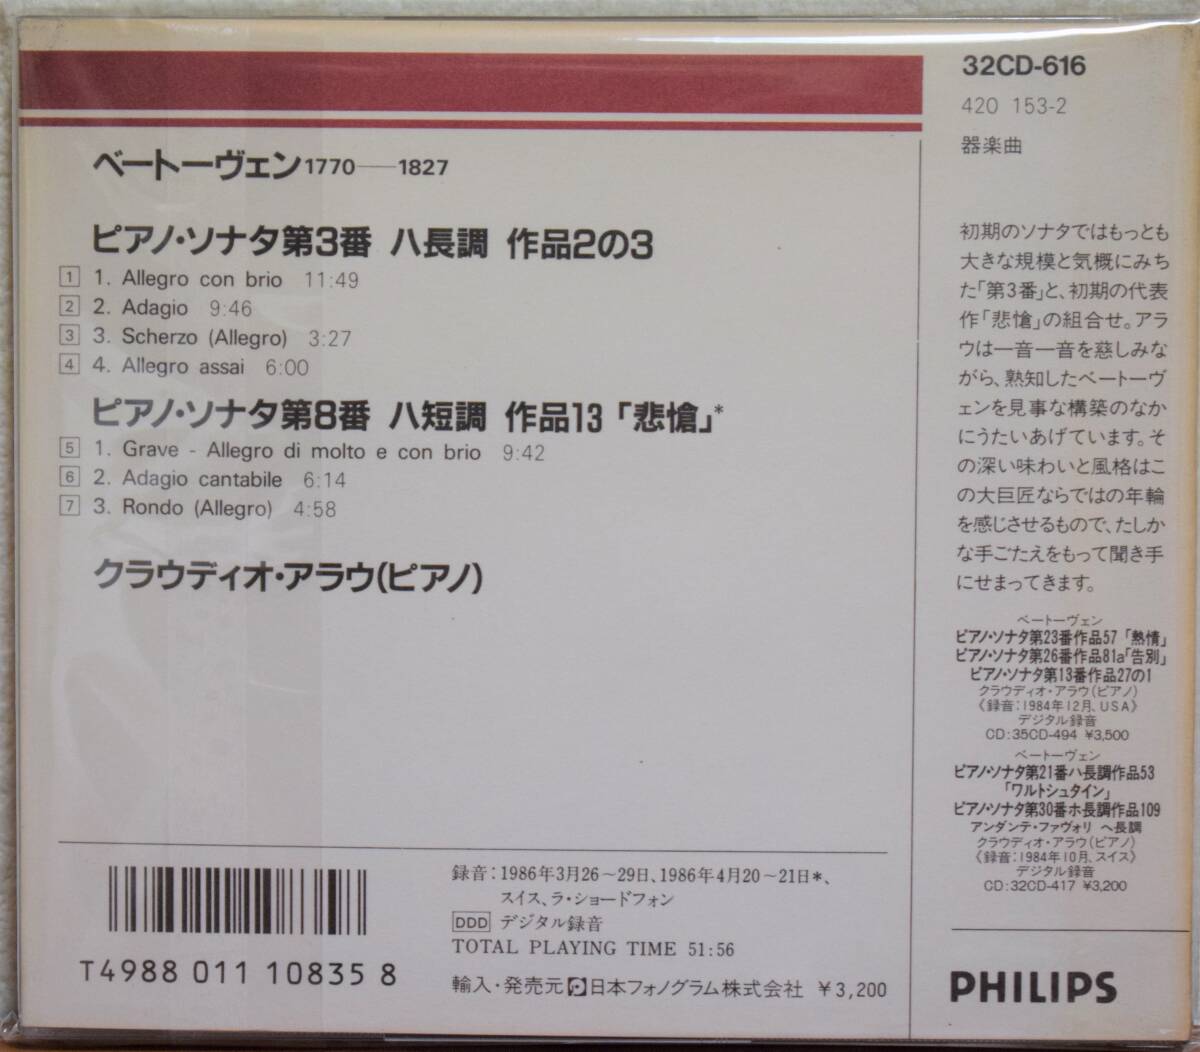 ベートーヴェン1770——1827
ピアノ・ソナタ第3番 ハ長調 作品2の3
1 1. Allegro con brio 11:49
2 2. Adagio 9:46
3 3. Scherzo (Allegro) 3:27
4 4. Allegro assai 6:00
ピアノ・ソナタ第8番 ハ短調 作品13「悲愴」*
5 1. Grave - Allegro di molto e con brio 9:42
6 2. Adagio cantabile 6:14
7 3. Rondo (Allegro) 4:58
クラウディオ・アラウ(ピアノ)
T4988 011 10835 8
録音:1986年3月26〜29日、1986年4月20〜21日*、
スイス、ラ・ショードフォン
DDD デジタル録音
TOTAL PLAYING TIME 51:56
輸入・発売元 日本フォノグラム株式会社 ¥3,200
32CD-616
420 153-2
器楽曲
初期のソナタではもっとも
大きな規模と気概にみち
た「第3番」と、初期の代表
作「悲愴」の組合せ。アラ
ウは一音一音を慈しみな
がら、熟知したベートーヴ
ェンを見事な構築のなか
にうたいあげています。そ
の深い味わいと風格はこ
の大巨匠ならではの年輪
を感じさせるもので、たしか
な手ごたえをもって聞き手
にせまってきます。
ベートーヴェン
ピアノ・ソナタ第23番作品57「熱情」
ピアノ・ソナタ第26番作品81a「告別」
ピアノ・ソナタ第13番作品27の1
クラウディオ・アラウ(ピアノ)
《録音:1984年12月、USA》
デジタル録音
CD:35CD-494 ¥3,500
ベートーヴェン
ピアノ・ソナタ第21番ハ長調作品53
「ワルトシュタイン」
ピアノ・ソナタ第30番ホ長調作品109
アンダンテ・ファヴォリ ヘ長調
クラウディオ・アラウ(ピアノ)
《録音:1984年10月、スイス》
デジタル録音
CD:32CD-417 ¥3,200
PHILIPS